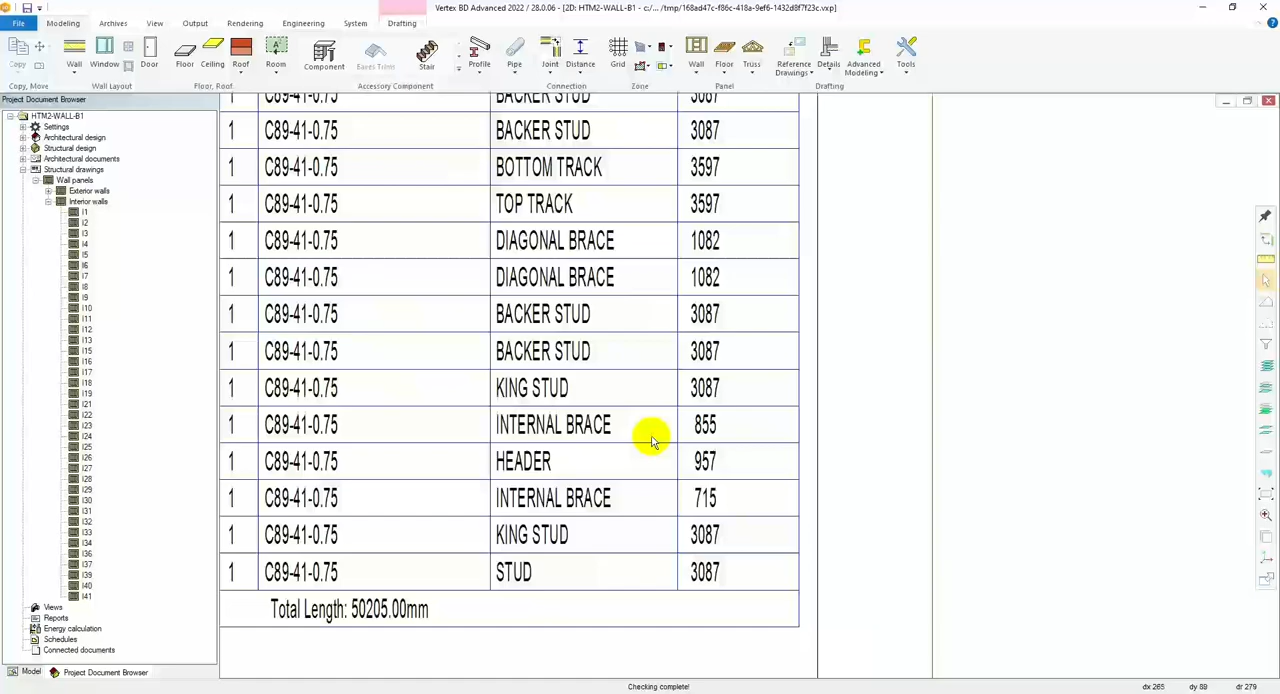 Vertex BD Advanced 2022 / 28.0.06 - [2D: HTM2-WALL-B1 - c:/... /tmp/168ad47c-f86c-418a-9ef6-1432d8f7f23c.vxp]
File Modeling Archives View Output Rendering Engineering System Drafting
Copy Wall Window Door Floor Ceiling Roof Room Component Eaves Trim Stair Profile Pipe Joint Distance Grid Wall Floor Truss Reference Drawings Details Advanced Modeling Tools
Copy, Move Wall Layout Floor, Roof Accessory Component Connection Zone Panel Drafting
Project Document Browser
HTM2-WALL-B1
Settings
Architectural design
Structural design
Architectural documents
Structural drawings
Wall panels
Exterior walls
Interior walls
I1
I2
I3
I4
I5
I6
I7
I8
I9
I10
I11
I12
I13
I15
I16
I17
I18
I19
I21
I22
I23
I24
I25
I26
I27
I28
I29
I30
I31
I32
I33
I34
I36
I37
I39
I40
I41
Views
Reports
Energy calculation
Schedules
Connected documents
Model Project Document Browser
1 C89-41-0.75 BACKER STUD 3087
1 C89-41-0.75 BACKER STUD 3087
1 C89-41-0.75 BOTTOM TRACK 3597
1 C89-41-0.75 TOP TRACK 3597
1 C89-41-0.75 DIAGONAL BRACE 1082
1 C89-41-0.75 DIAGONAL BRACE 1082
1 C89-41-0.75 BACKER STUD 3087
1 C89-41-0.75 BACKER STUD 3087
1 C89-41-0.75 KING STUD 3087
1 C89-41-0.75 INTERNAL BRACE 855
1 C89-41-0.75 HEADER 957
1 C89-41-0.75 INTERNAL BRACE 715
1 C89-41-0.75 KING STUD 3087
1 C89-41-0.75 STUD 3087
Total Length: 50205.00mm
Checking complete! dx 265 dy 89 dr 279